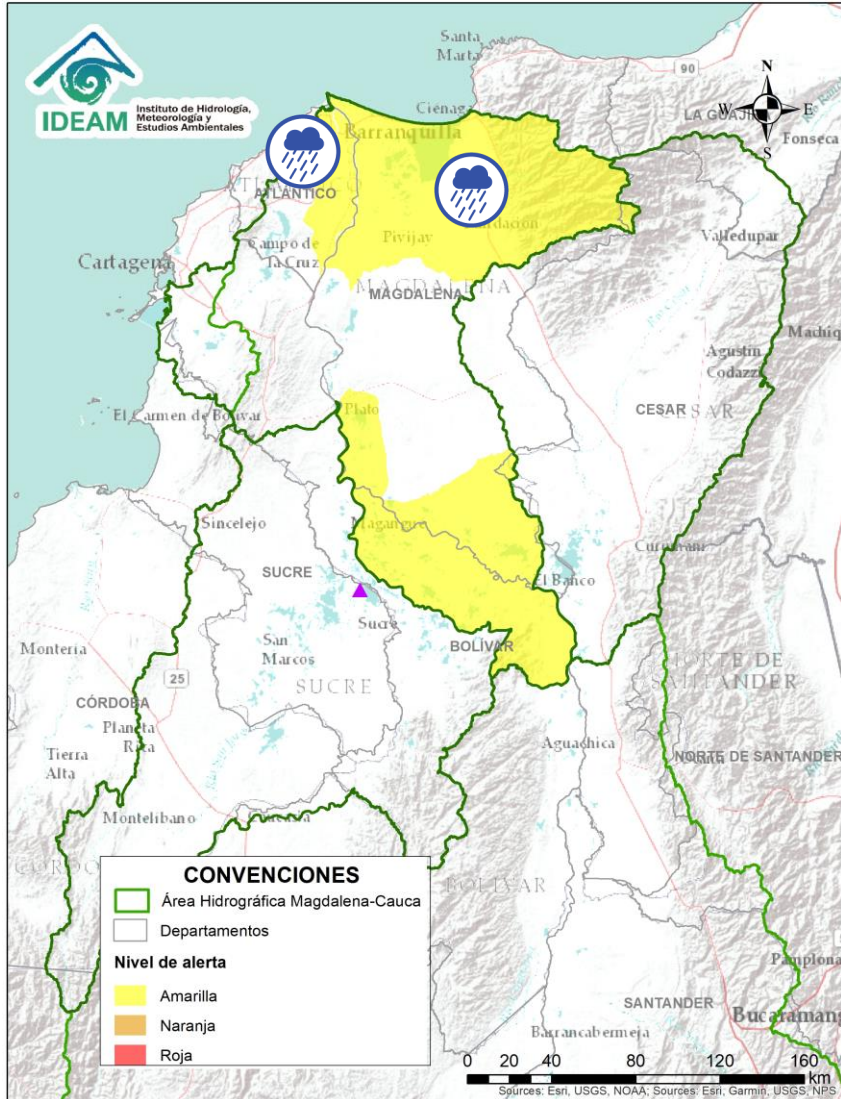 IDEAM
Instituto de Hidrología,
Meteorología y
Estudios Ambientales
Santa
Marta
90
N
W
E
S
Ciénaga
LA GUAJI
Fonseca
Barranquilla
ATLÁNTICO
Pivijay
Valledupar
Campo de
la Cruz
Cartagena
MAGDALENA
MAGDALENA
Agustín
Codazzi
CESAR
CESAR
El Carmen de Bolívar
Plato
Sincelejo
Magangué
SUCRE
El Banco
Sucre
Montería
San
Marcos
BOLÍVAR
SUCRE
25
NORTE DE
SANTANDER
CÓRDOBA
Planeta
Rica
Aguachica
NORTE DE SANTANDER
Tierra
Alta
Montelibano
BOLÍVAR
CONVENCIONES
Área Hidrográfica Magdalena-Cauca
Departamentos
Nivel de alerta
Amarilla
Naranja
Roja
Pamplona
SANTANDER
Bucaramang
Barrancabermeja
0 20 40 80 120 160
Km
Sources: Esri, USGS, NOAA; Sources: Esri, Garmin, USGS, NPS